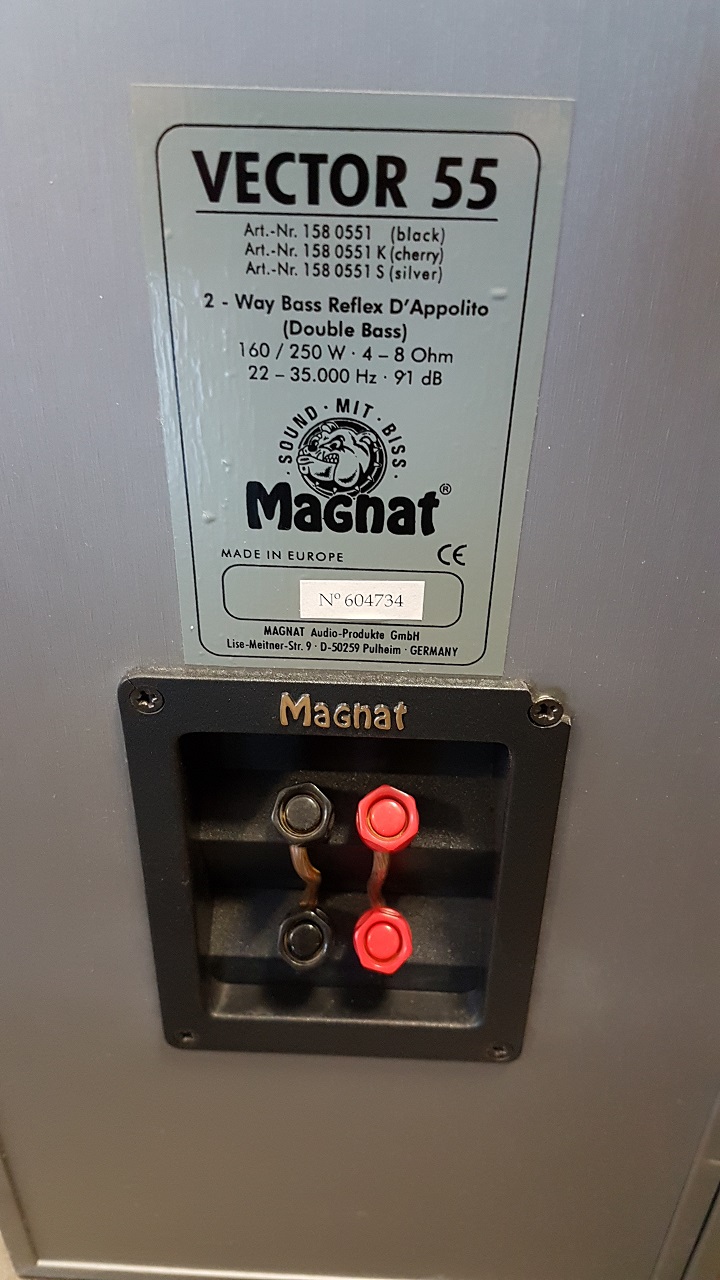 VECTOR 55
Art.-Nr. 158 0551 (black)
Art.-Nr. 158 0551 K (cherry)
Art.-Nr. 158 0551 S (silver)
2 - Way Bass Reflex D'Appolito
(Double Bass)
160 / 250 W · 4 – 8 Ohm
22 – 35.000 Hz · 91 dB
· SOUND · MIT · BISS ·
Magnat®
MADE IN EUROPE CE
Nº 604734
MAGNAT Audio-Produkte GmbH
Lise-Meitner-Str. 9 · D-50259 Pulheim · GERMANY
Magnat